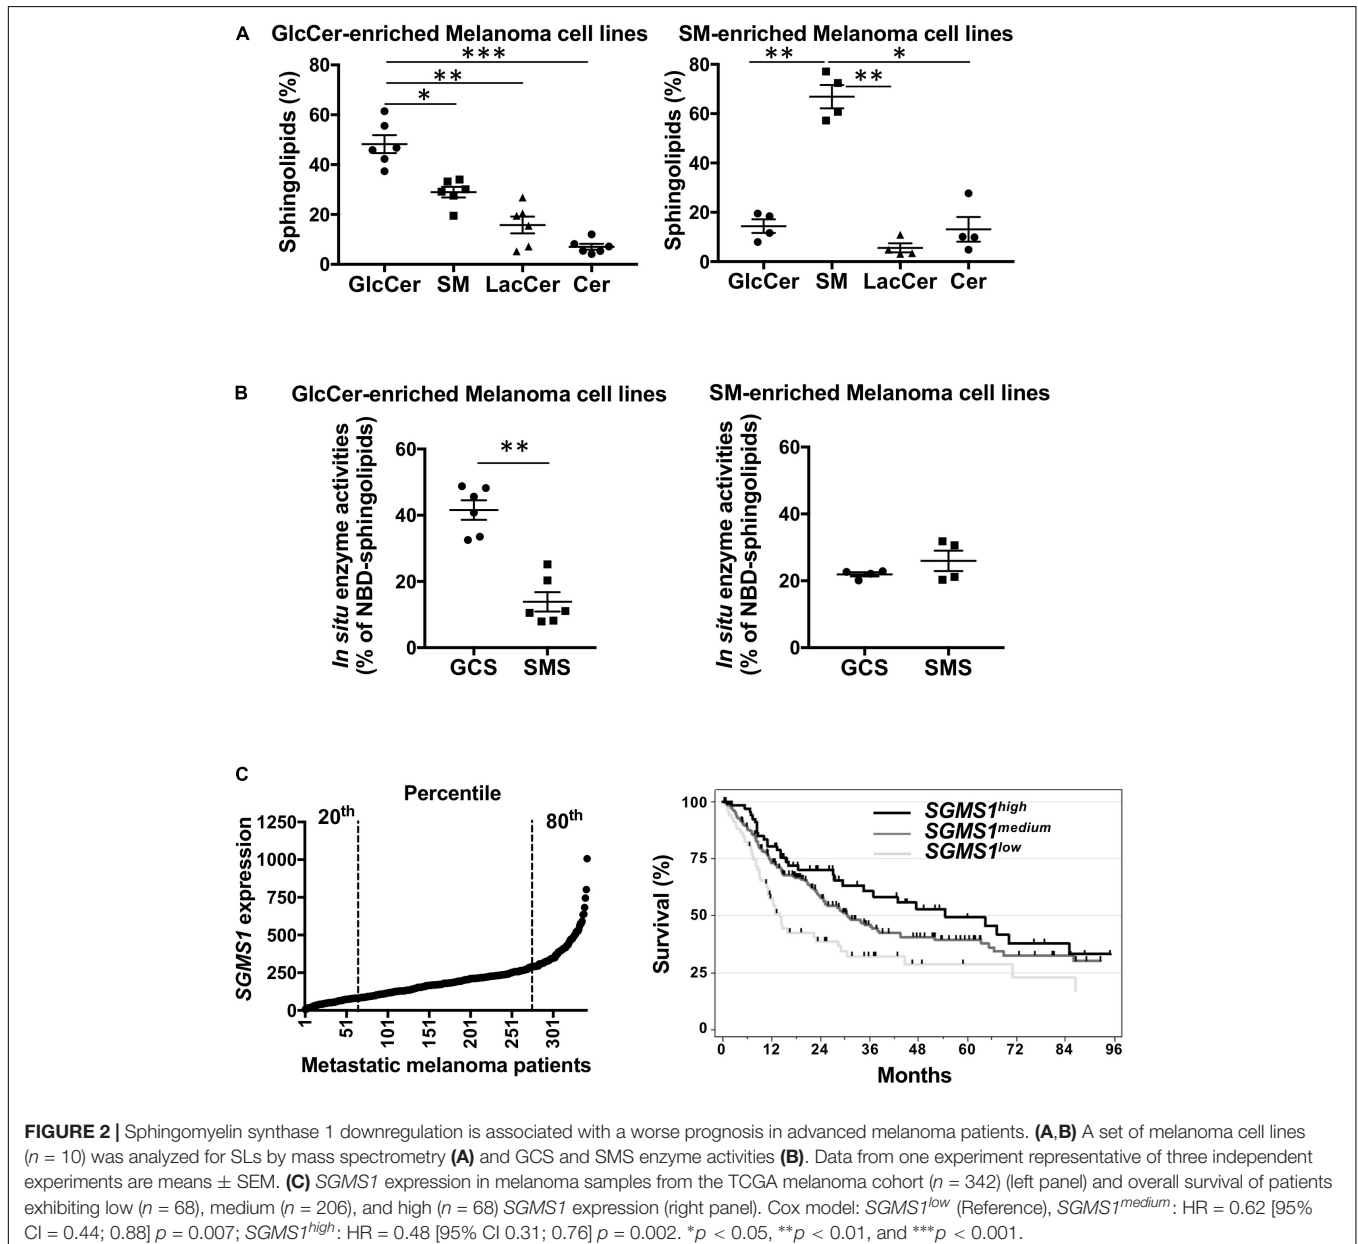 A
GlcCer-enriched Melanoma cell lines
Sphingolipids (%)
80
60
40
20
0
***
**
*
GlcCer SM LacCer Cer
SM-enriched Melanoma cell lines
Sphingolipids (%)
80
60
40
20
0
** *
**
GlcCer SM LacCer Cer
B
GlcCer-enriched Melanoma cell lines
In situ enzyme activities
(% of NBD-sphingolipids)
60
40
20
0
**
GCS SMS
SM-enriched Melanoma cell lines
In situ enzyme activities
(% of NBD-sphingolipids)
60
40
20
0
GCS SMS
C
Percentile
20th 80th
SGMS1 expression
1250
1000
750
500
250
0
1 51 101 151 201 251 301
Metastatic melanoma patients
Survival (%)
100
75
50
25
0
SGMS1high
SGMS1medium
SGMS1low
0 12 24 36 48 60 72 84 96
Months
FIGURE 2 | Sphingomyelin synthase 1 downregulation is associated with a worse prognosis in advanced melanoma patients. (A,B) A set of melanoma cell lines
(n = 10) was analyzed for SLs by mass spectrometry (A) and GCS and SMS enzyme activities (B). Data from one experiment representative of three independent
experiments are means ± SEM. (C) SGMS1 expression in melanoma samples from the TCGA melanoma cohort (n = 342) (left panel) and overall survival of patients
exhibiting low (n = 68), medium (n = 206), and high (n = 68) SGMS1 expression (right panel). Cox model: SGMS1low (Reference), SGMS1medium: HR = 0.62 [95%
CI = 0.44; 0.88] p = 0.007; SGMS1high: HR = 0.48 [95% CI 0.31; 0.76] p = 0.002. *p < 0.05, **p < 0.01, and ***p < 0.001.